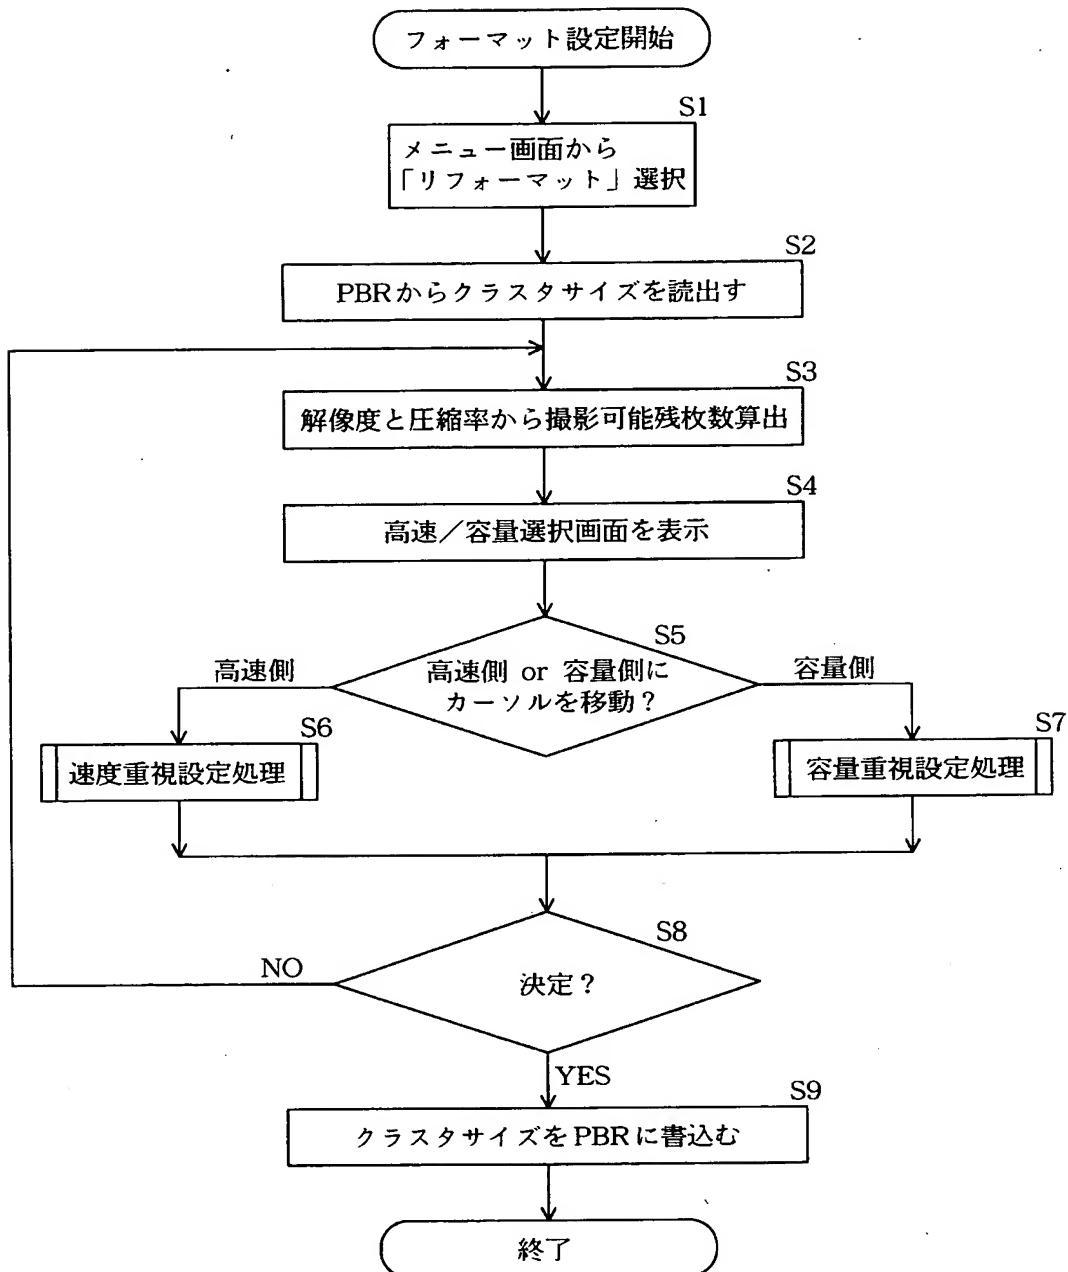 フォーマット設定開始
S1
メニュー画面から
「リフォーマット」選択
S2
PBRからクラスタサイズを読出す
S3
解像度と圧縮率から撮影可能残枚数算出
S4
高速／容量選択画面を表示
S5
高速側 or 容量側に
カーソルを移動？
高速側
容量側
S6
速度重視設定処理
S7
容量重視設定処理
S8
決定？
NO
YES
S9
クラスタサイズをPBRに書込む
終了